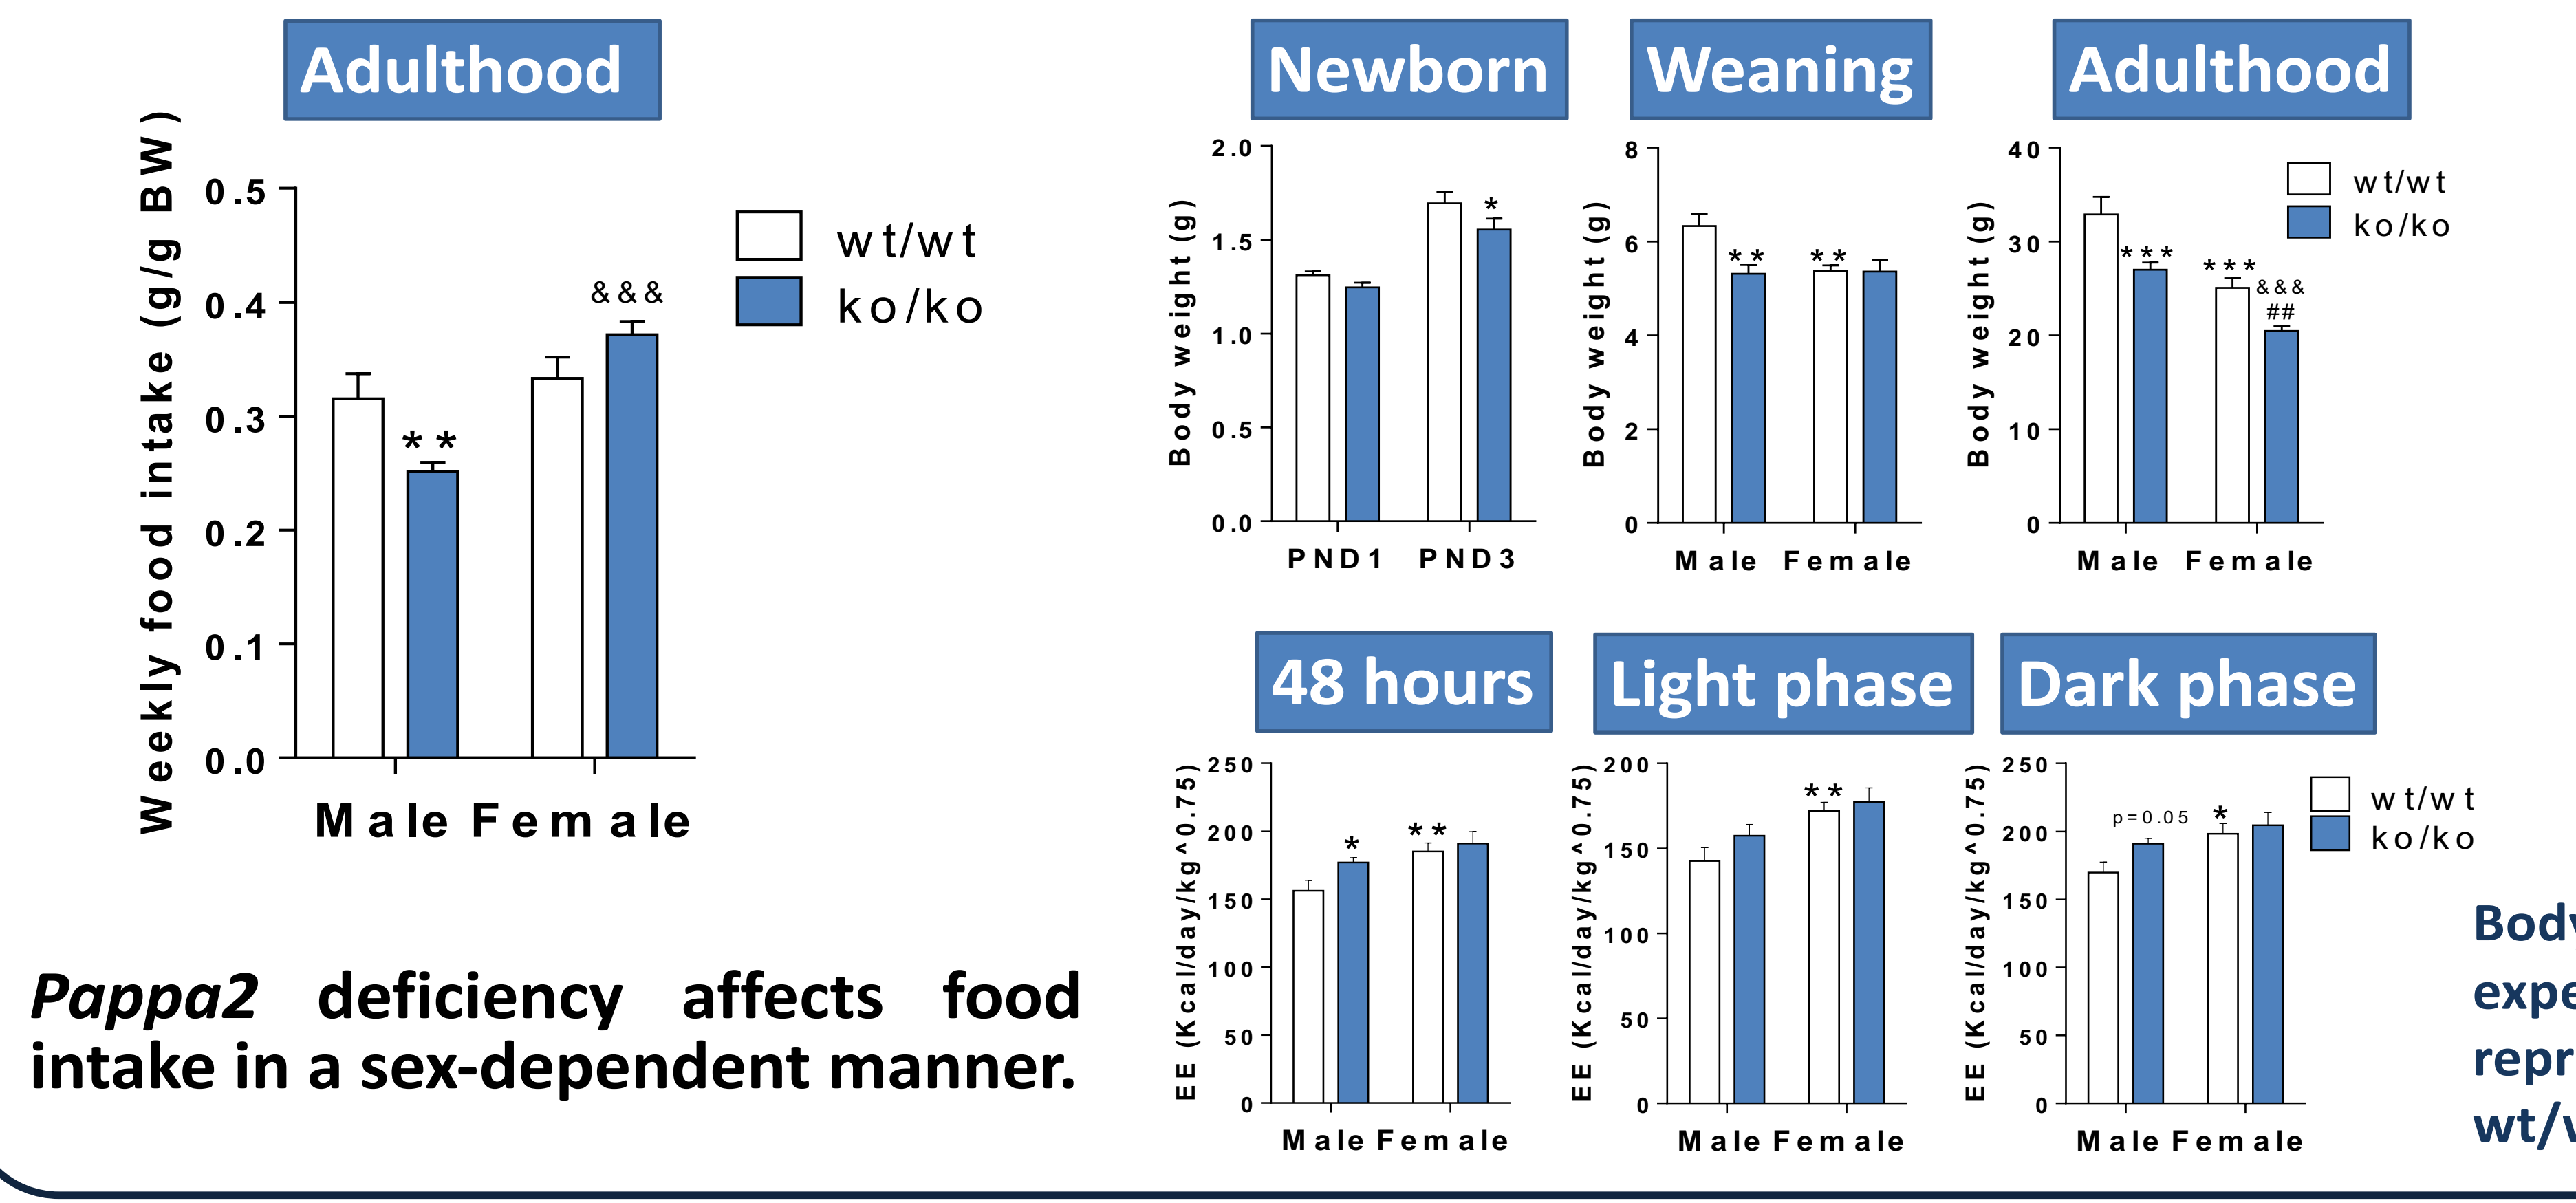 Adulthood
Weekly food intake (g/g BW)
0.5
0.4
0.3
0.2
0.1
0.0
**
&&&
Male Female
wt/wt
ko/ko
Pappa2 deficiency affects food
intake in a sex-dependent manner.
Newborn
Body weight (g)
2.0
1.5
1.0
0.5
0.0
*
PND1 PND3
Weaning
Body weight (g)
8
6
4
2
0
** **
Male Female
Adulthood
Body weight (g)
40
30
20
10
0
*** ***
&&&
##
Male Female
wt/wt
ko/ko
48 hours
EE (Kcal/day/kg^0.75)
250
200
150
100
50
0
* **
Male Female
Light phase
EE (Kcal/day/kg^0.75)
200
150
100
50
0
**
Male Female
Dark phase
EE (Kcal/day/kg^0.75)
250
200
150
100
50
0
p=0.05 *
Male Female
wt/wt
ko/ko